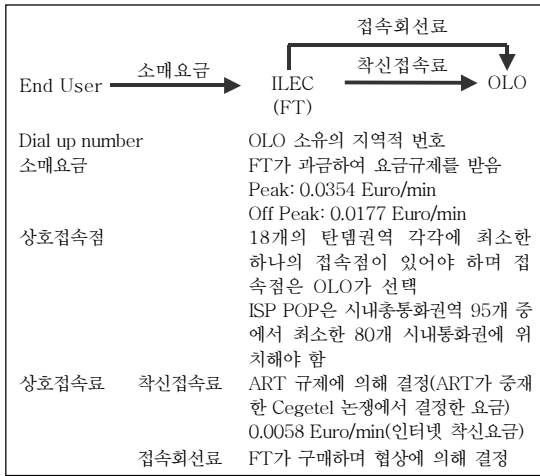 접속회선료
End User 소매요금 ILEC 착신접속료 OLO
(FT)
Dial up number OLO 소유의 지역적 번호
소매요금 FT가 과금하여 요금규제를 받음
Peak: 0.0354 Euro/min
Off Peak: 0.0177 Euro/min
상호접속점 18개의 탄뎀권역 각각에 최소한
하나의 접속점이 있어야 하며 접
속점은 OLO가 선택
ISP POP은 시내총통화권역 95개 중
에서 최소한 80개 시내통화권에 위
치해야 함
상호접속료 착신접속료 ART 규제에 의해 결정(ART가 중재
한 Cegetel 논쟁에서 결정한 요금)
0.0058 Euro/min(인터넷 착신요금)
접속회선료 FT가 구매하며 협상에 의해 결정